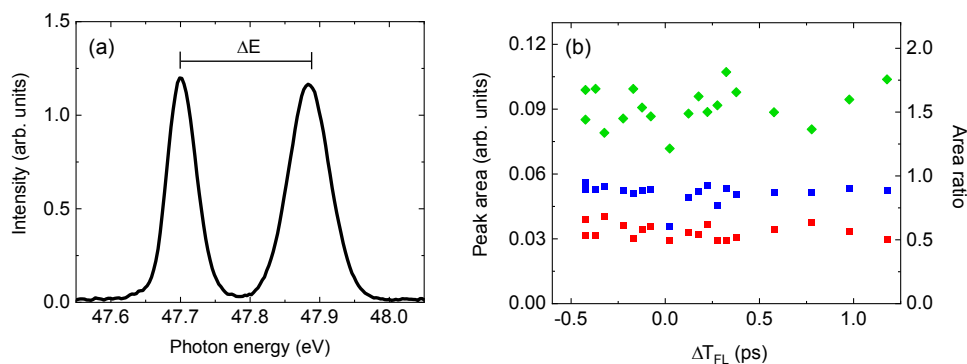 (a)
ΔE
1.5
1.0
0.5
0.0
Intensity (arb. units)
47.6 47.7 47.8 47.9 48.0
Photon energy (eV)
(b)
0.12
0.09
0.06
0.03
0.00
Peak area (arb. units)
2.0
1.5
1.0
0.5
0.0
Area ratio
-0.5 0.0 0.5 1.0
ΔT_FL (ps)